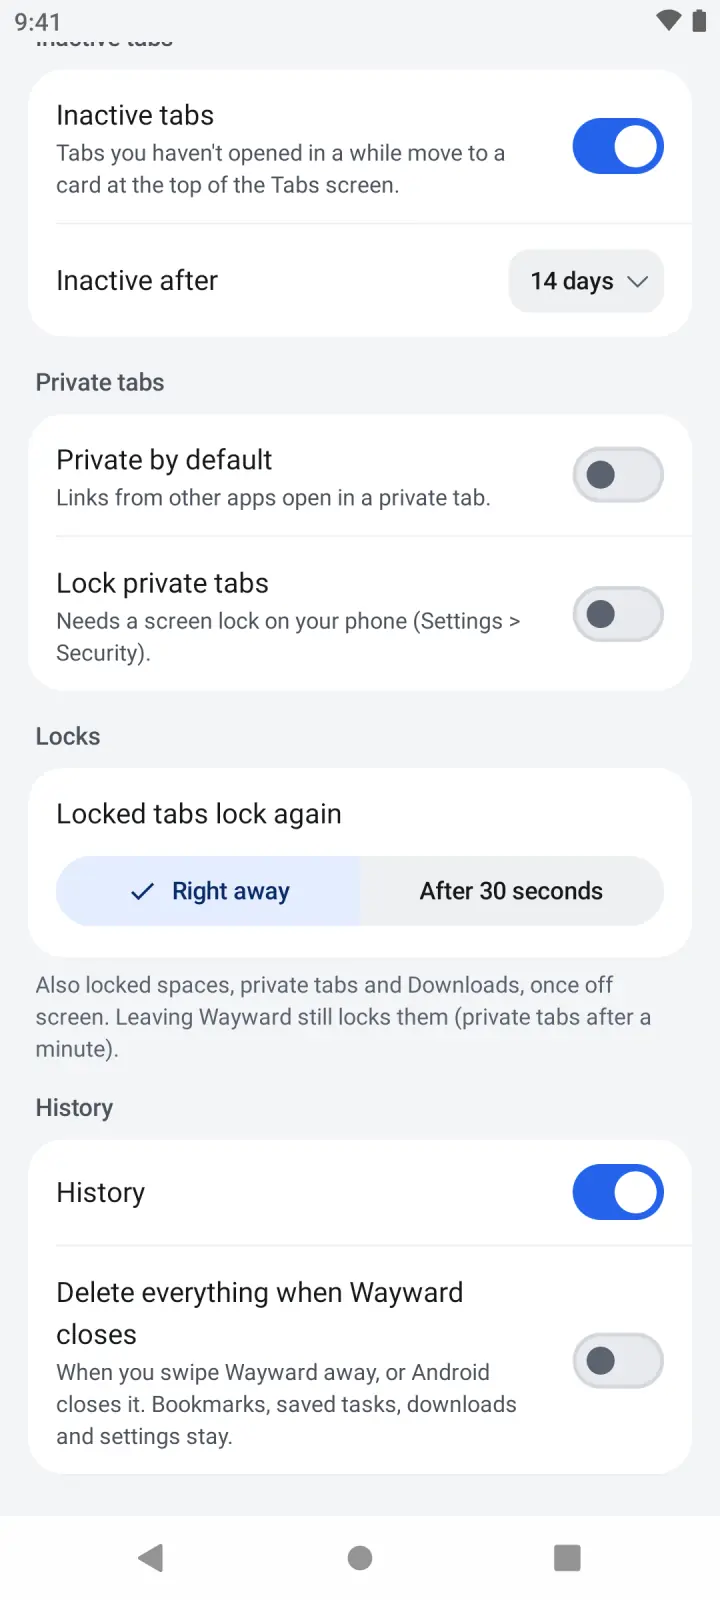 9:41
Inactive tabs
Inactive tabs
Tabs you haven't opened in a while move to a
card at the top of the Tabs screen.
Inactive after
14 days
Private tabs
Private by default
Links from other apps open in a private tab.
Lock private tabs
Needs a screen lock on your phone (Settings >
Security).
Locks
Locked tabs lock again
Right away
After 30 seconds
Also locked spaces, private tabs and Downloads, once off
screen. Leaving Wayward still locks them (private tabs after a
minute).
History
History
Delete everything when Wayward
closes
When you swipe Wayward away, or Android
closes it. Bookmarks, saved tasks, downloads
and settings stay.